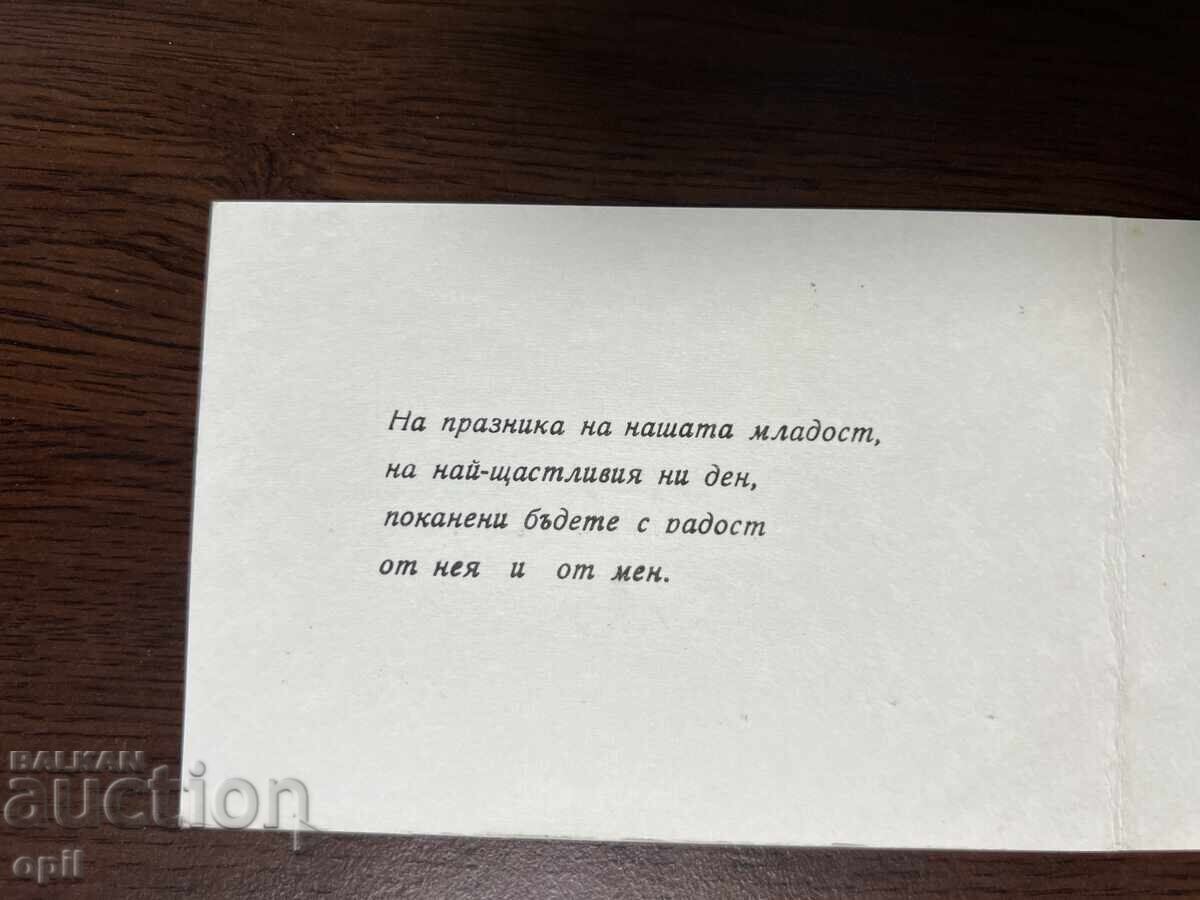 На празника на нашата младост,
на най-щастливия ни ден,
поканени бъдете с радост
от нея и от мен.
BALKAN
auction
opil